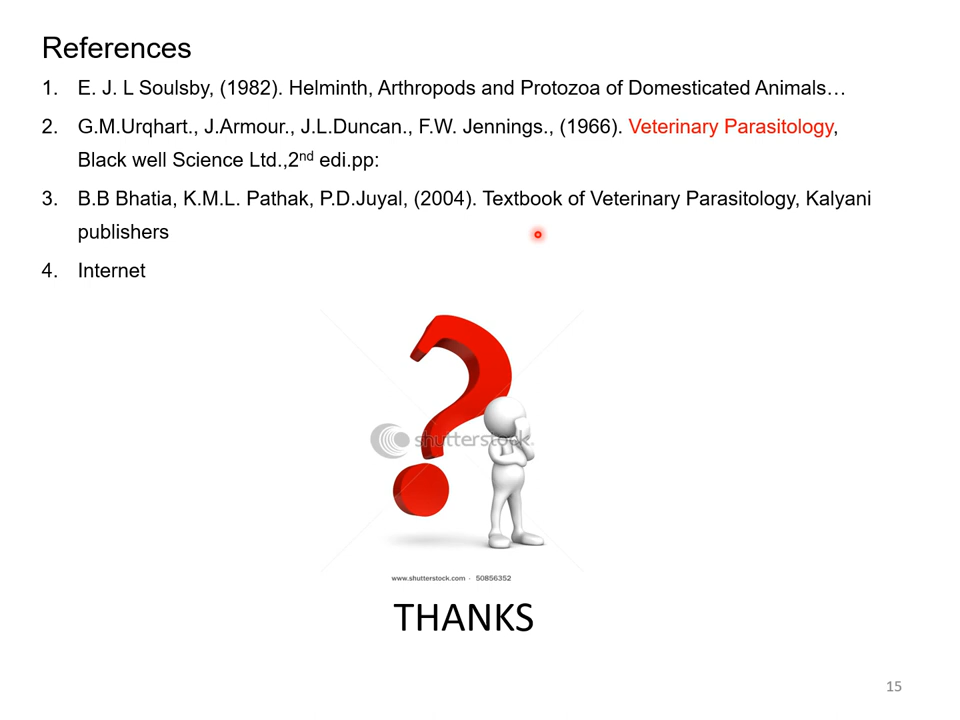 References
1. E. J. L Soulsby, (1982). Helminth, Arthropods and Protozoa of Domesticated Animals…
2. G.M.Urqhart., J.Armour., J.L.Duncan., F.W. Jennings., (1966). Veterinary Parasitology,
Black well Science Ltd.,2nd edi.pp:
3. B.B Bhatia, K.M.L. Pathak, P.D.Juyal, (2004). Textbook of Veterinary Parasitology, Kalyani
publishers
4. Internet
?
shutterstock.
www.shutterstock.com · 50856352
THANKS
15